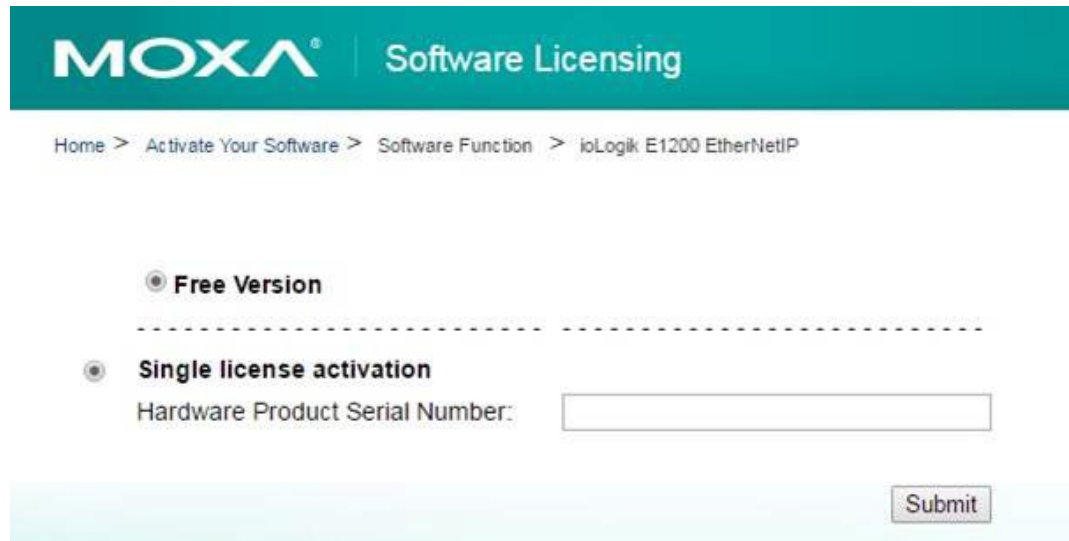 MOXA® Software Licensing
Home > Activate Your Software > Software Function > ioLogik E1200 EtherNetIP
Free Version
Single license activation
Hardware Product Serial Number:
Submit